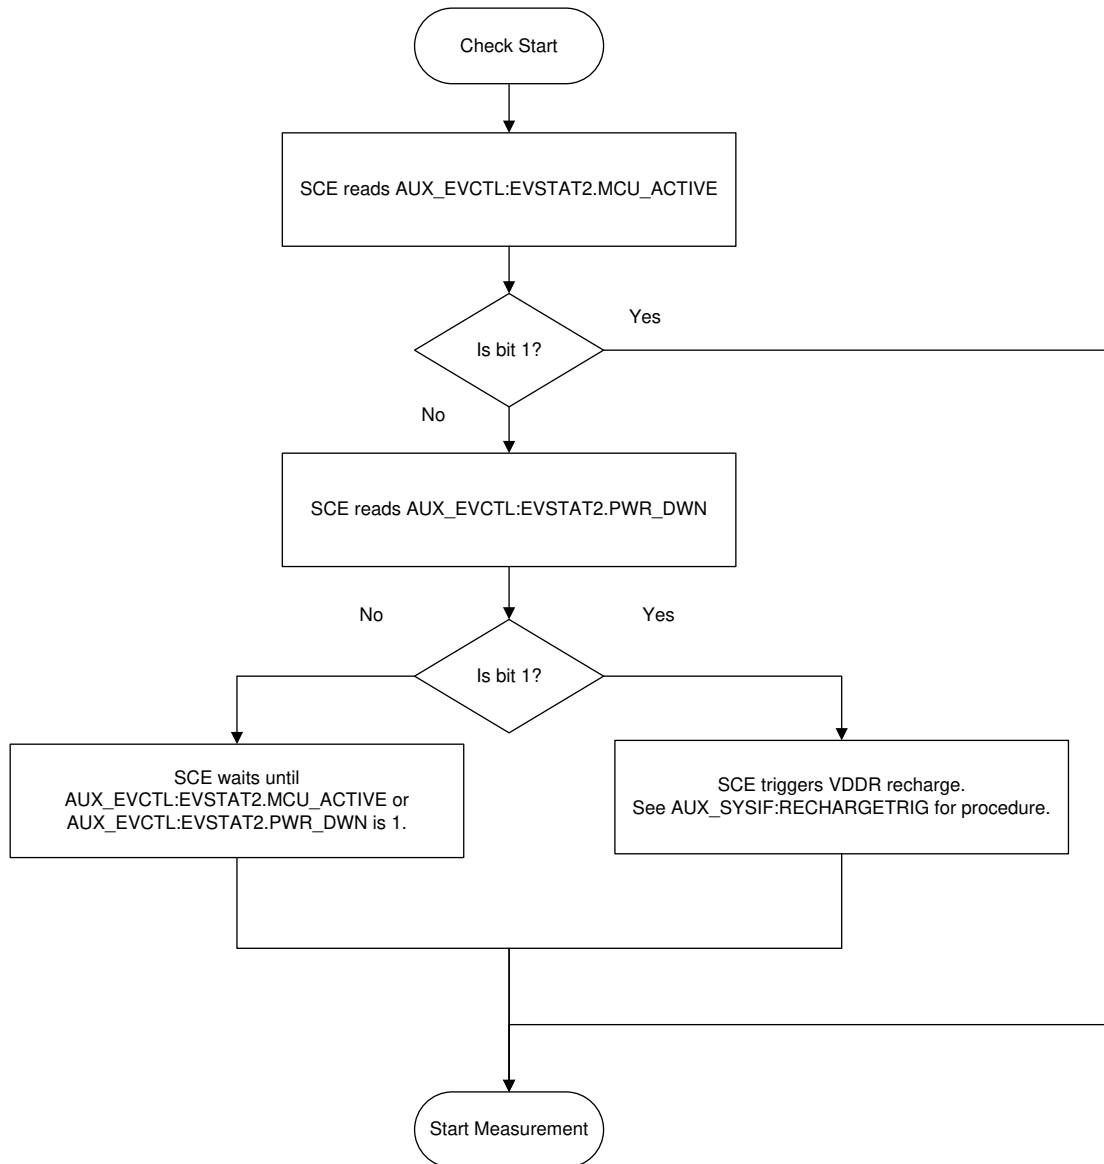 Check Start
SCE reads AUX_EVCTL:EVSTAT2.MCU_ACTIVE
Yes
Is bit 1?
No
SCE reads AUX_EVCTL:EVSTAT2.PWR_DWN
No
Yes
Is bit 1?
SCE waits until
AUX_EVCTL:EVSTAT2.MCU_ACTIVE or
AUX_EVCTL:EVSTAT2.PWR_DWN is 1.
SCE triggers VDDR recharge.
See AUX_SYSIF:RECHARGETRIG for procedure.
Start Measurement